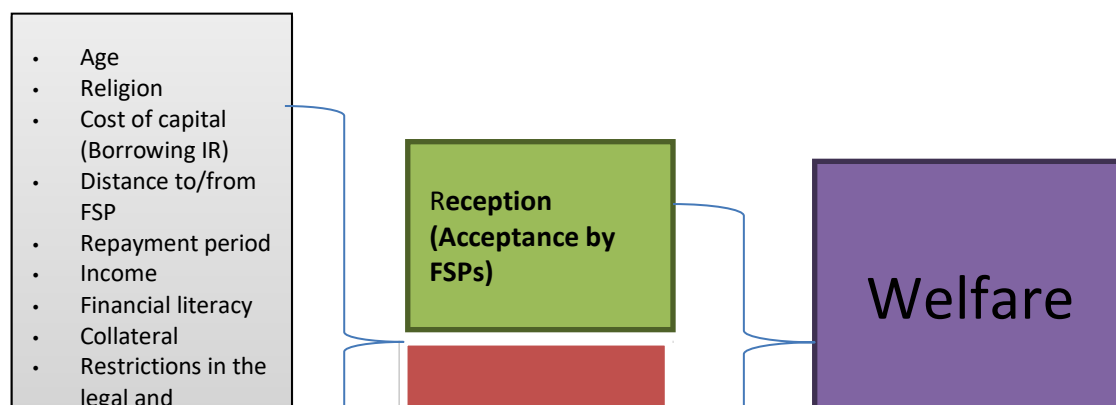 • Age
• Religion
• Cost of capital
(Borrowing IR)
• Distance to/from
FSP
• Repayment period
• Income
• Financial literacy
• Collateral
• Restrictions in the
legal and
Reception
(Acceptance by
FSPs)
Welfare